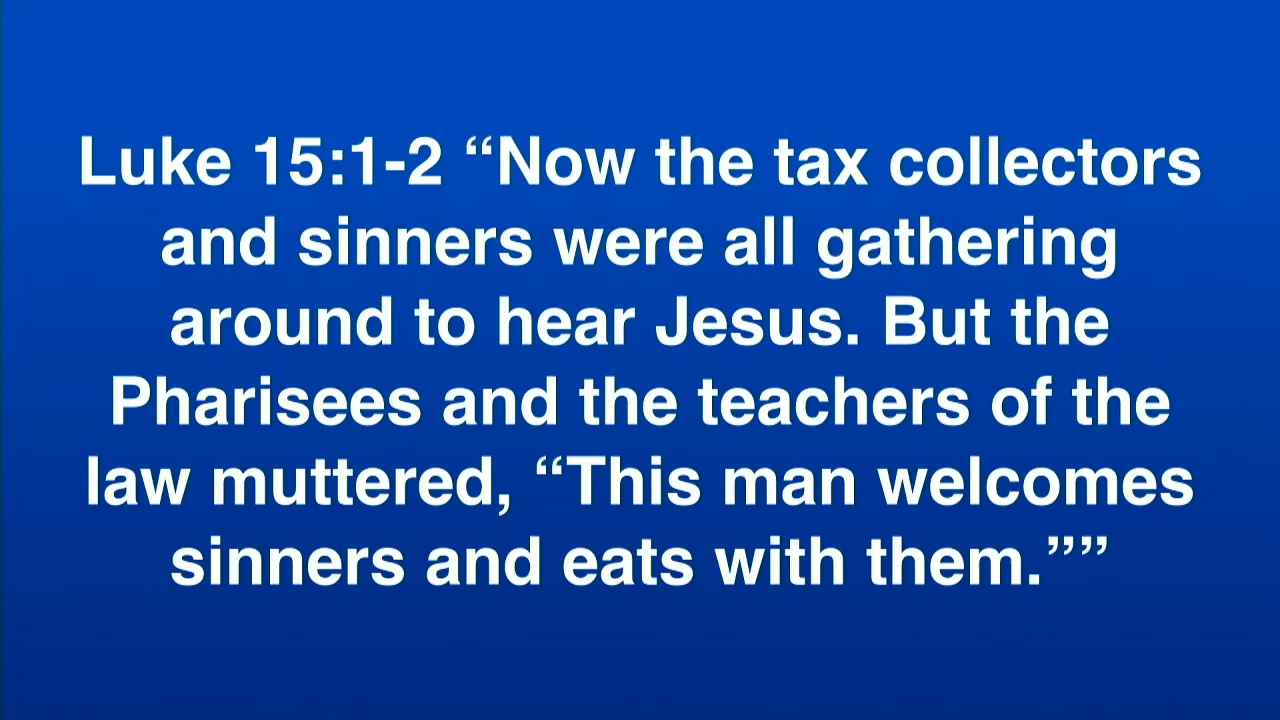 Luke 15:1-2 “Now the tax collectors
and sinners were all gathering
around to hear Jesus. But the
Pharisees and the teachers of the
law muttered, “This man welcomes
sinners and eats with them.””